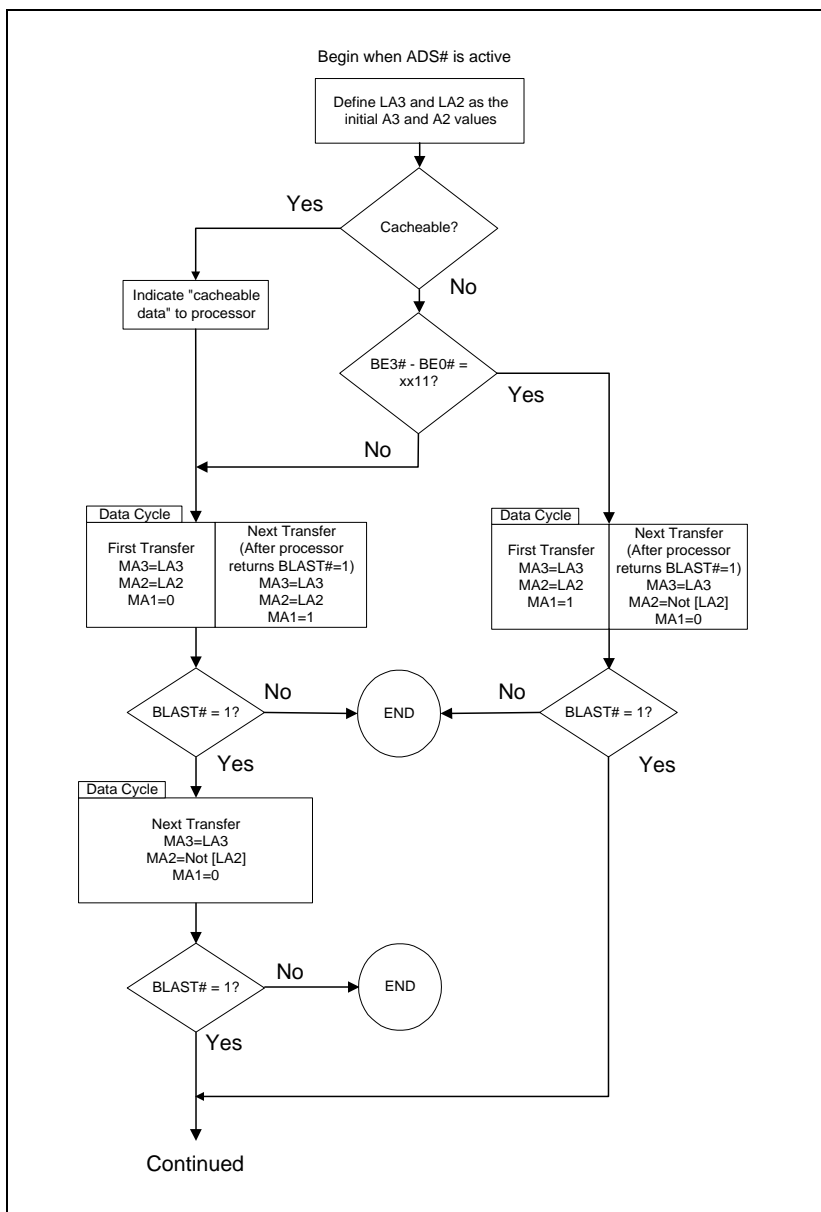 Begin when ADS# is active
Define LA3 and LA2 as the
initial A3 and A2 values
Yes
Cacheable?
No
Indicate "cacheable
data" to processor
BE3# - BE0# =
xx11?
Yes
No
Data Cycle
First Transfer
MA3=LA3
MA2=LA2
MA1=0
Next Transfer
(After processor
returns BLAST#=1)
MA3=LA3
MA2=LA2
MA1=1
Data Cycle
First Transfer
MA3=LA3
MA2=LA2
MA1=1
Next Transfer
(After processor
returns BLAST#=1)
MA3=LA3
MA2=Not [LA2]
MA1=0
BLAST# = 1?
No
END
No
BLAST# = 1?
Yes
Yes
Data Cycle
Next Transfer
MA3=LA3
MA2=Not [LA2]
MA1=0
BLAST# = 1?
No
END
Yes
Continued